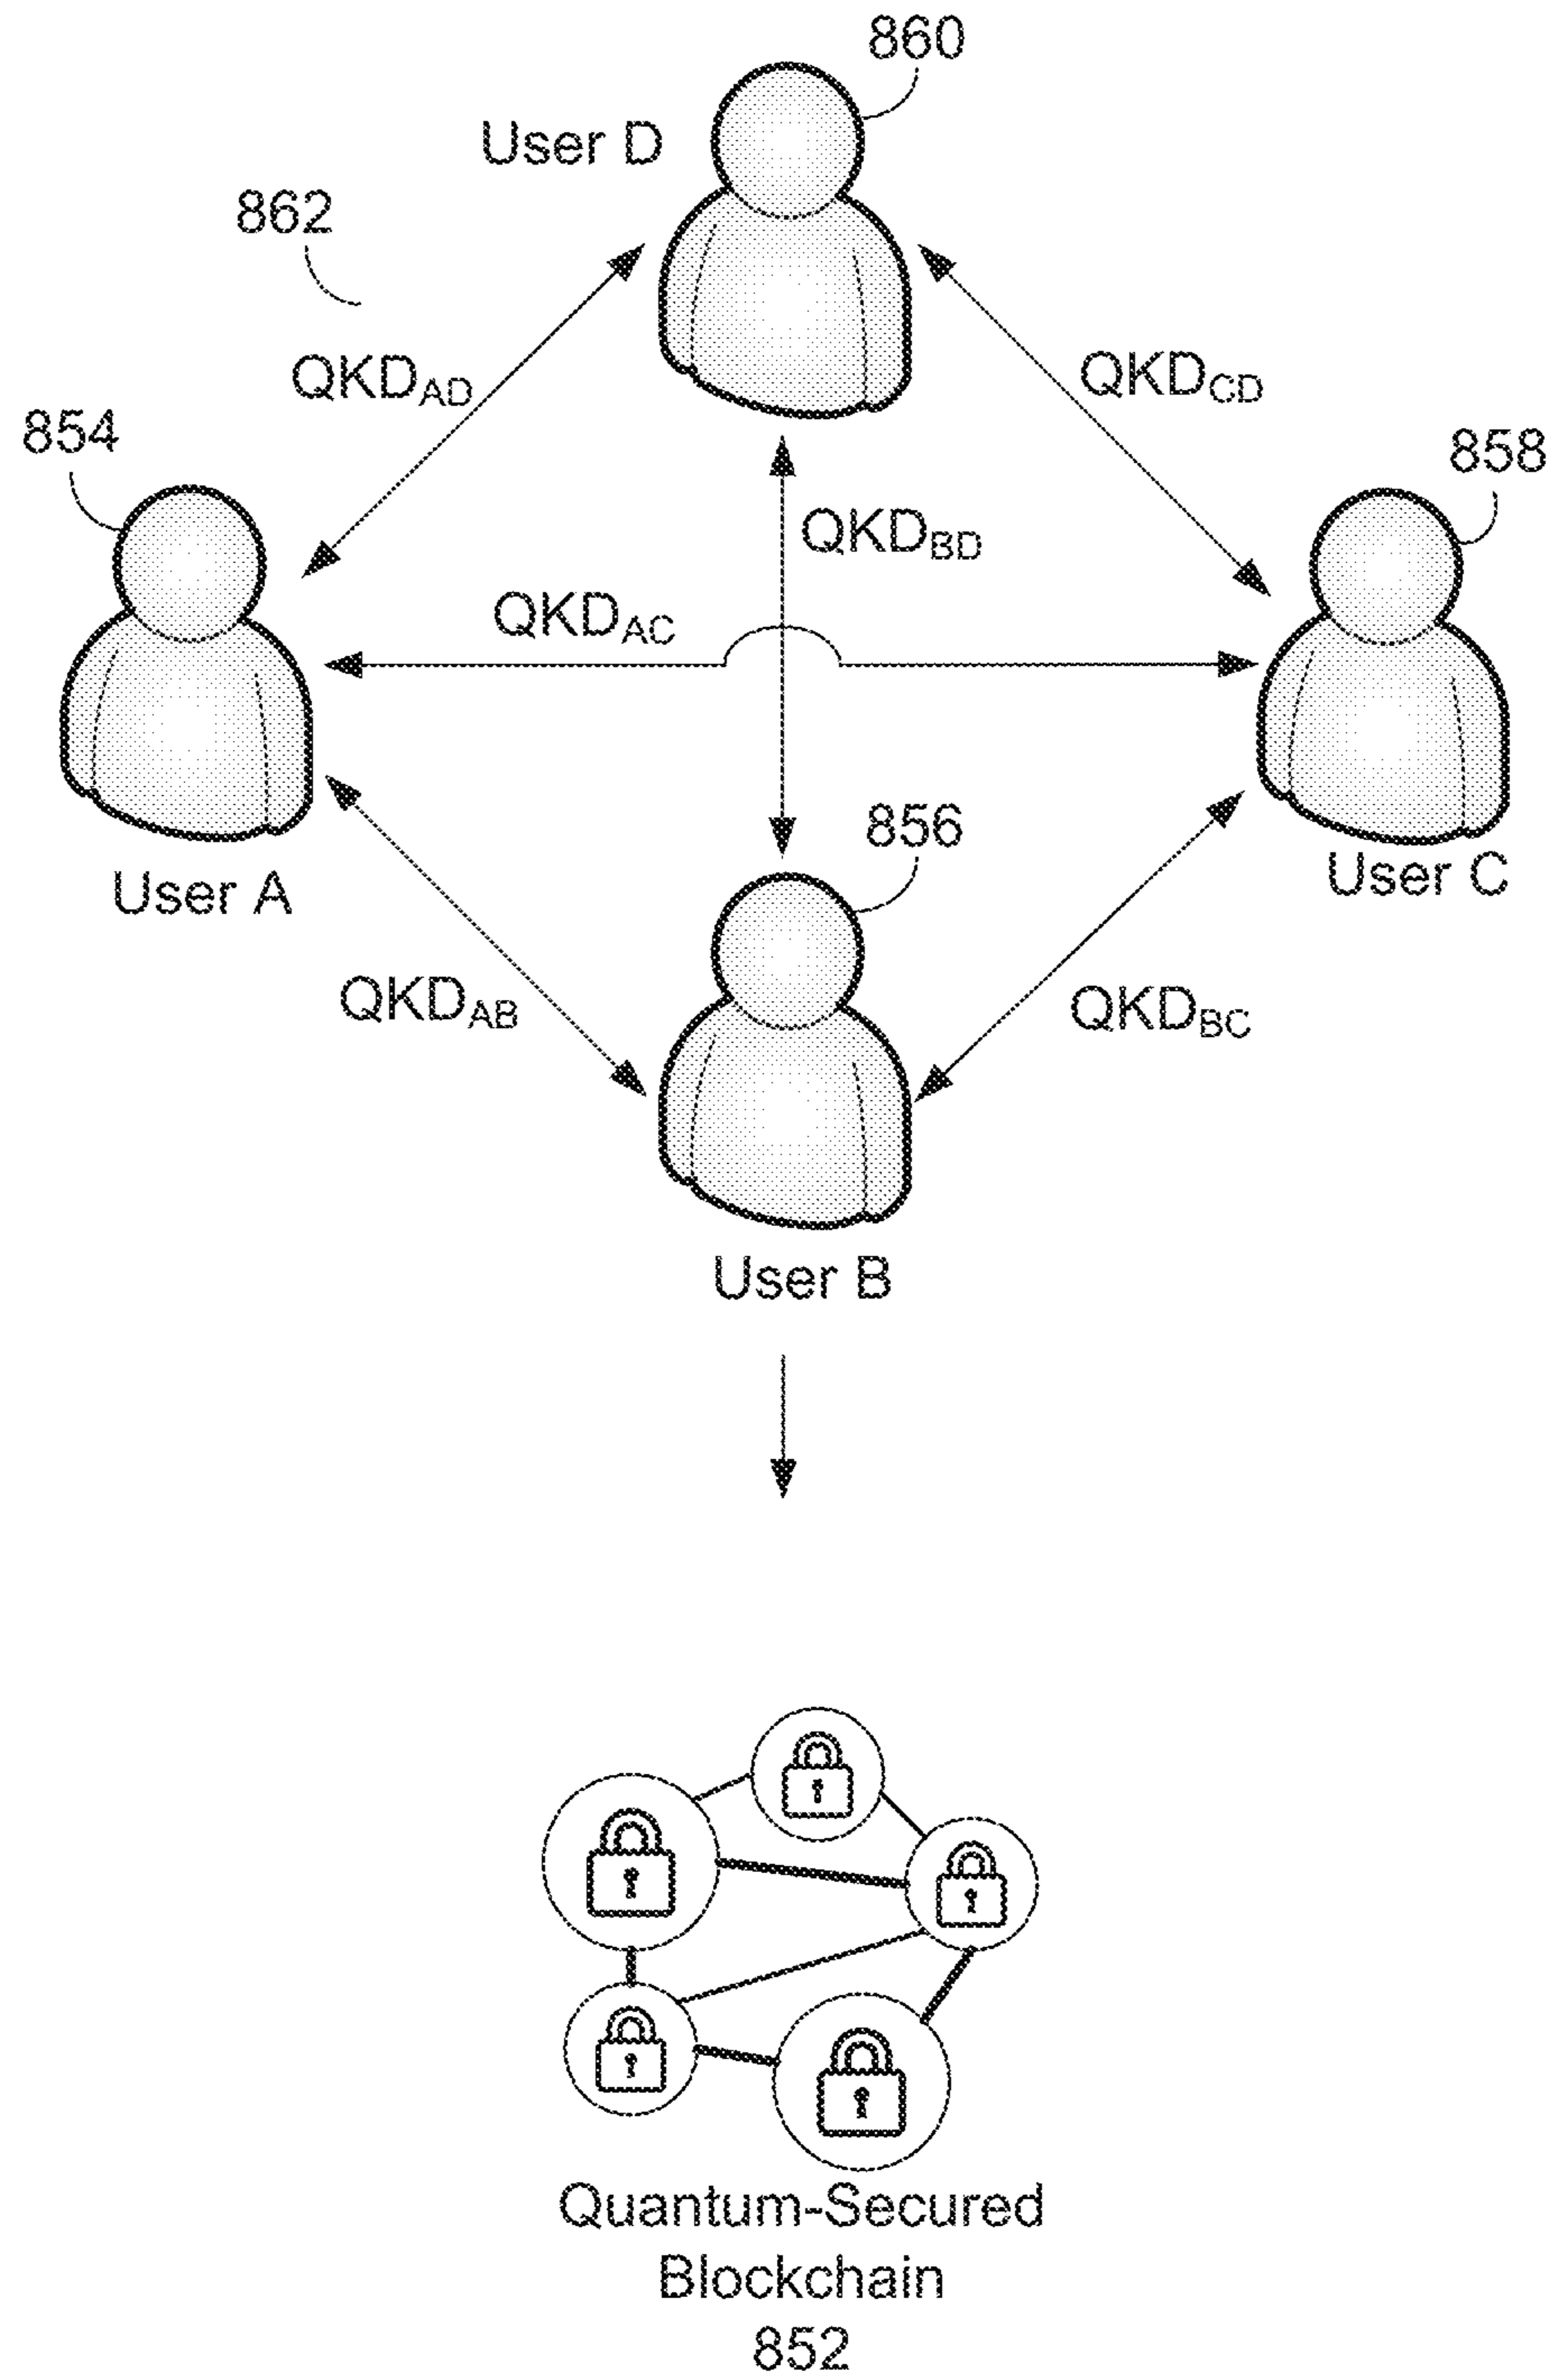 860
User D
862
QKDAD
QKDCD
854
858
QKDBD
QKDAC
856
User A
User C
QKDAB
QKDBC
User B
Quantum-Secured
Blockchain
852